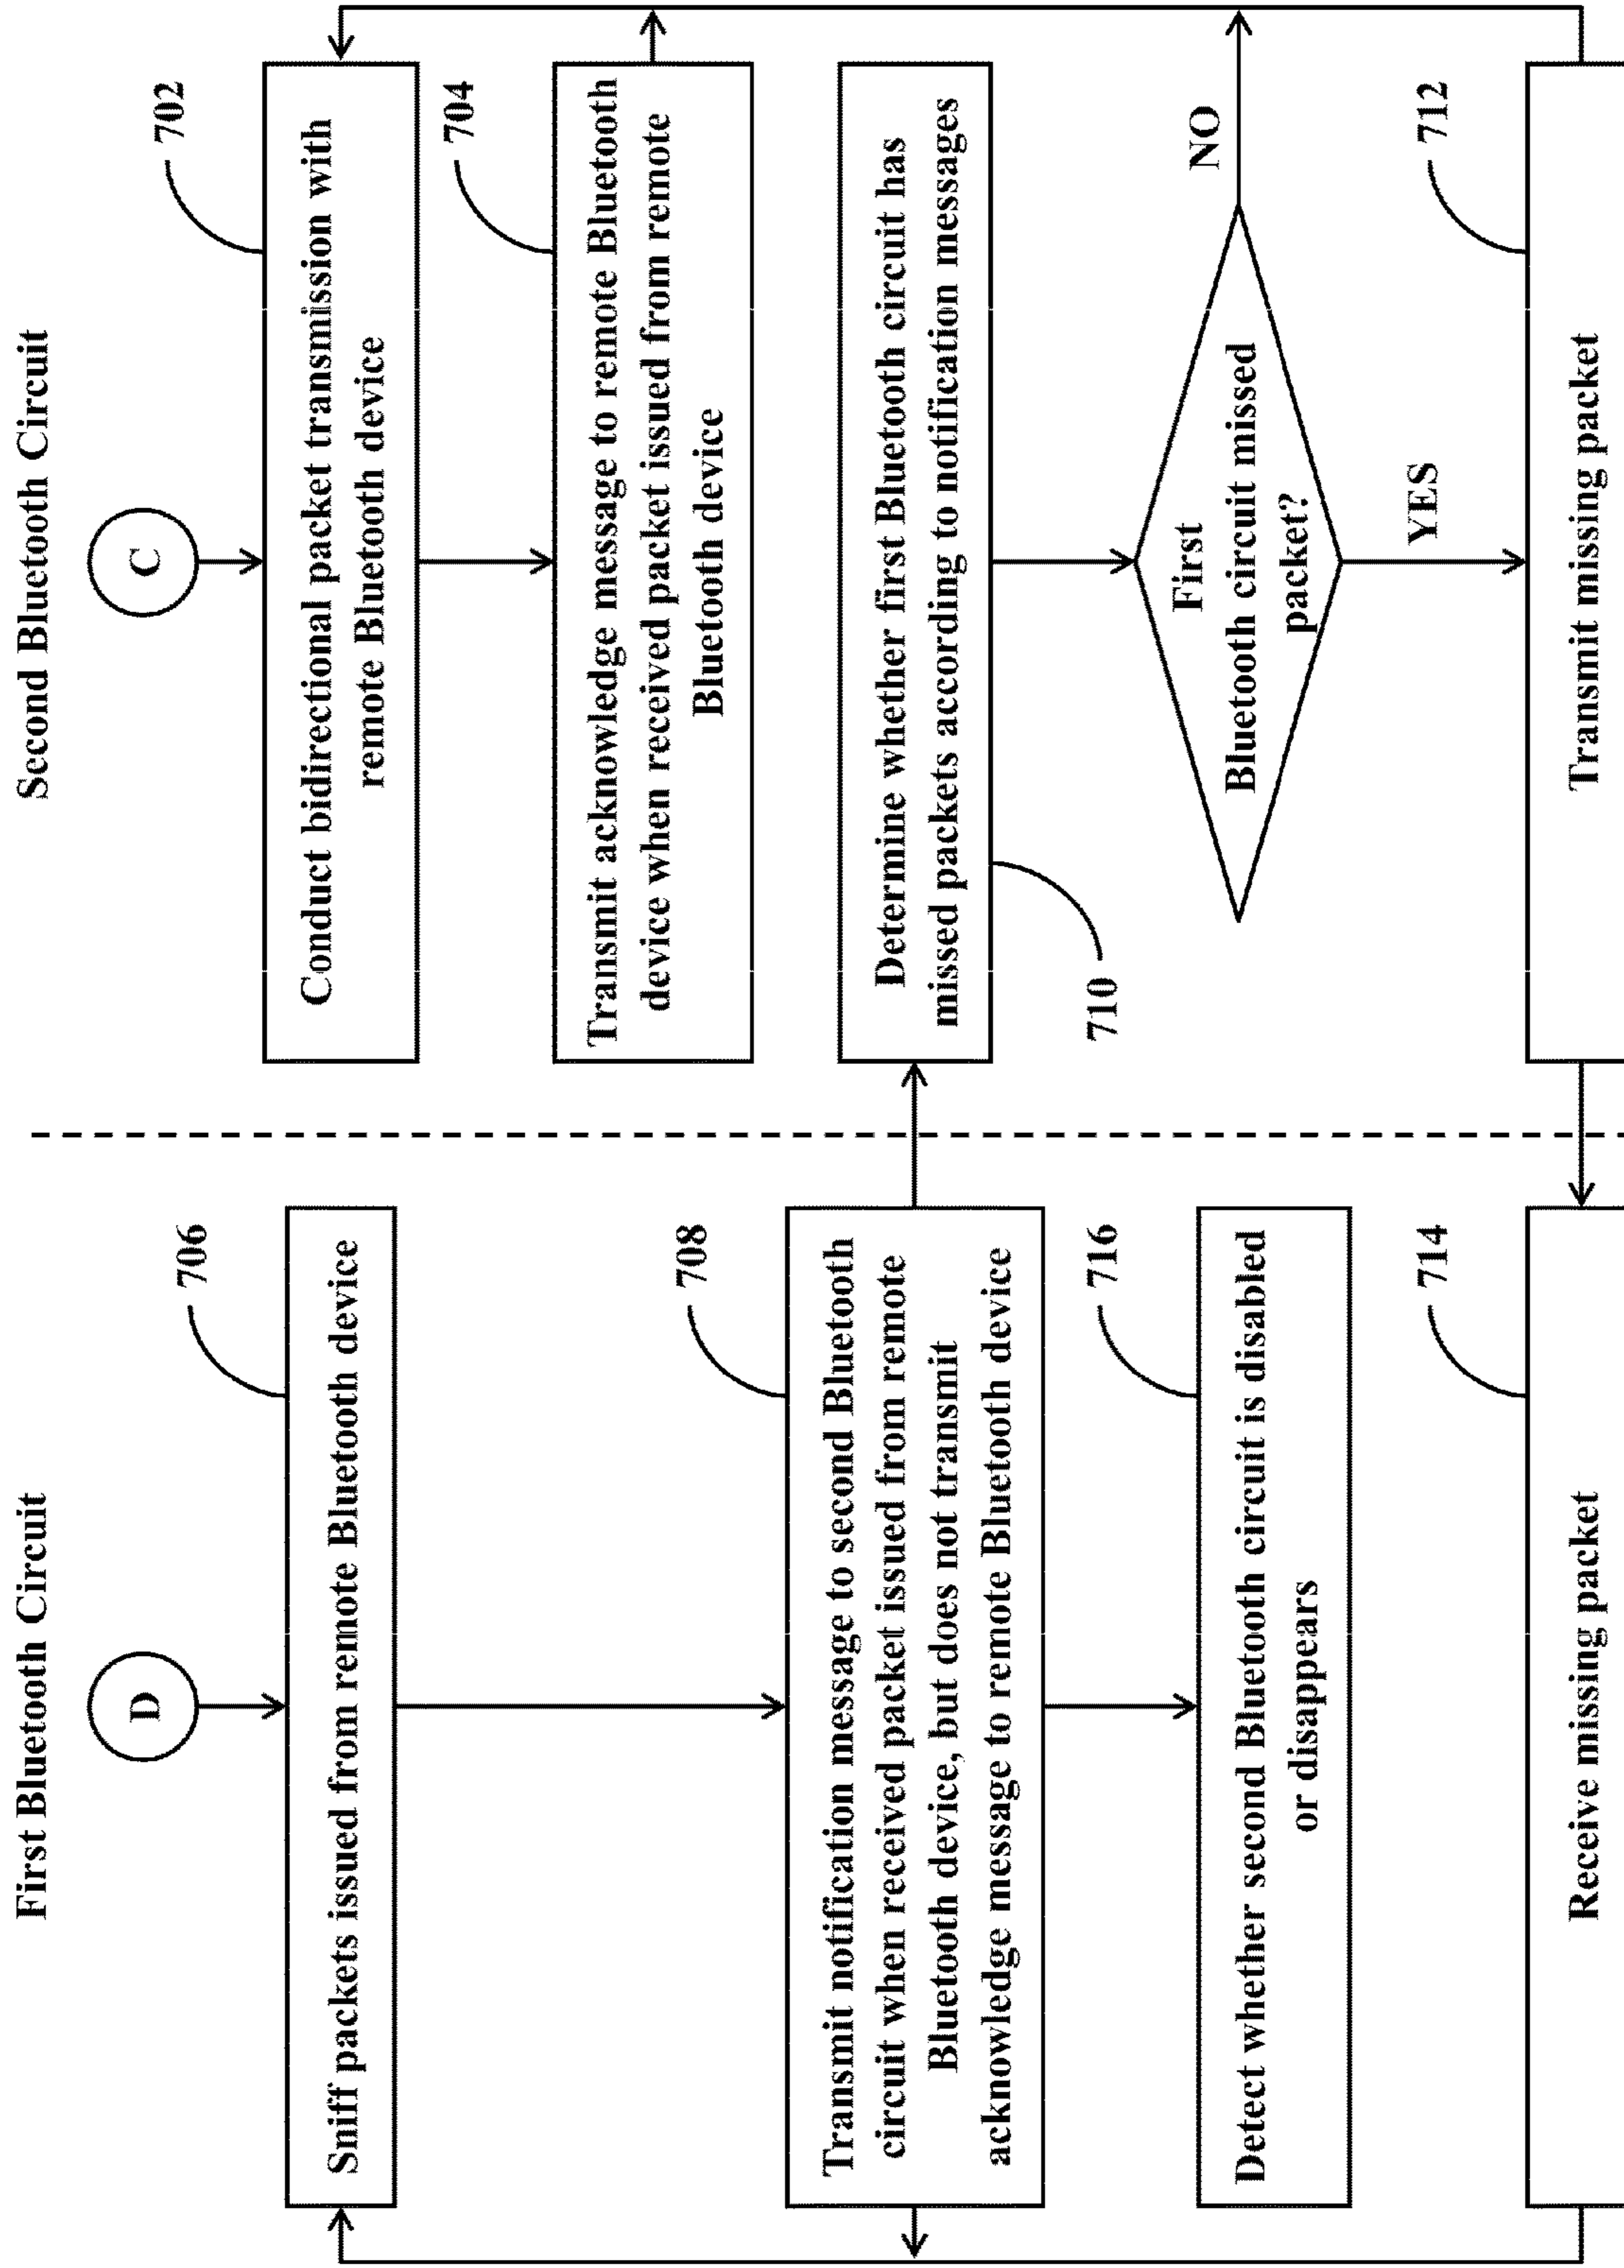 First Bluetooth Circuit
D
706
Sniff packets issued from remote Bluetooth device
708
Transmit notification message to second Bluetooth
circuit when received packet issued from remote
Bluetooth device, but does not transmit
acknowledge message to remote Bluetooth device
716
Detect whether second Bluetooth circuit is disabled
or disappears
714
Receive missing packet
Second Bluetooth Circuit
C
702
Conduct bidirectional packet transmission with
remote Bluetooth device
704
Transmit acknowledge message to remote Bluetooth
device when received packet issued from remote
Bluetooth device
Determine whether first Bluetooth circuit has
missed packets according to notification messages
710
First
Bluetooth circuit missed
packet?
NO
YES
712
Transmit missing packet